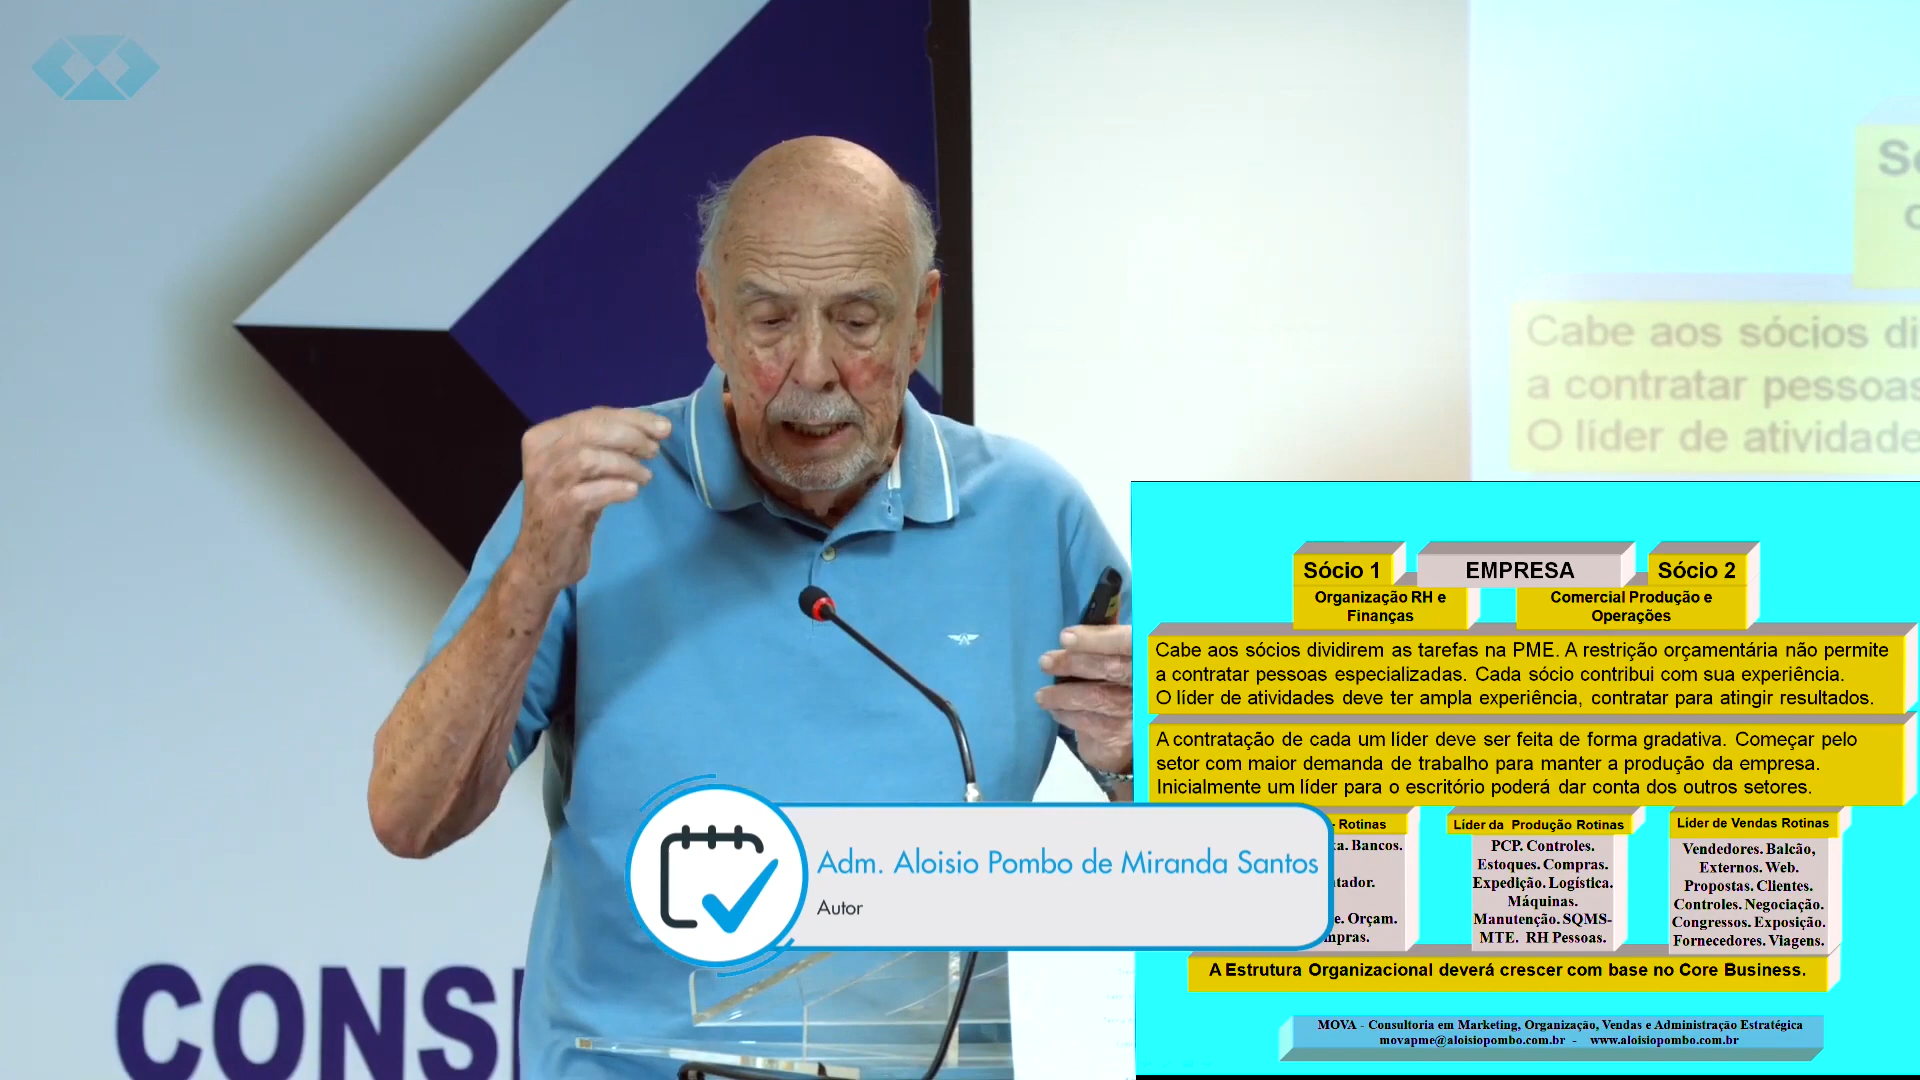 Cabe aos sócios di
a contratar pessoas
O líder de atividade
Sócio 1
EMPRESA
Sócio 2
Organização RH e
Finanças
Comercial Produção e
Operações
Cabe aos sócios dividirem as tarefas na PME. A restrição orçamentária não permite
a contratar pessoas especializadas. Cada sócio contribui com sua experiência.
O líder de atividades deve ter ampla experiência, contratar para atingir resultados.
A contratação de cada um líder deve ser feita de forma gradativa. Começar pelo
setor com maior demanda de trabalho para manter a produção da empresa.
Inicialmente um líder para o escritório poderá dar conta dos outros setores.
- Rotinas
Bancos.
Orçam.
Líder da Produção Rotinas
PCP. Controles.
Estoques. Compras.
Expedição. Logística.
Máquinas.
Manutenção. SQMS-
MTE. RH Pessoas.
Líder de Vendas Rotinas
Vendedores. Balcão,
Externos. Web.
Propostas. Clientes.
Controles. Negociação.
Congressos. Exposição.
Fornecedores. Viagens.
A Estrutura Organizacional deverá crescer com base no Core Business.
MOVA - Consultoria em Marketing, Organização, Vendas e Administração Estratégica
movapme@aloisiopombo.com.br - www.aloisiopombo.com.br
Adm. Aloisio Pombo de Miranda Santos
Autor
CONS